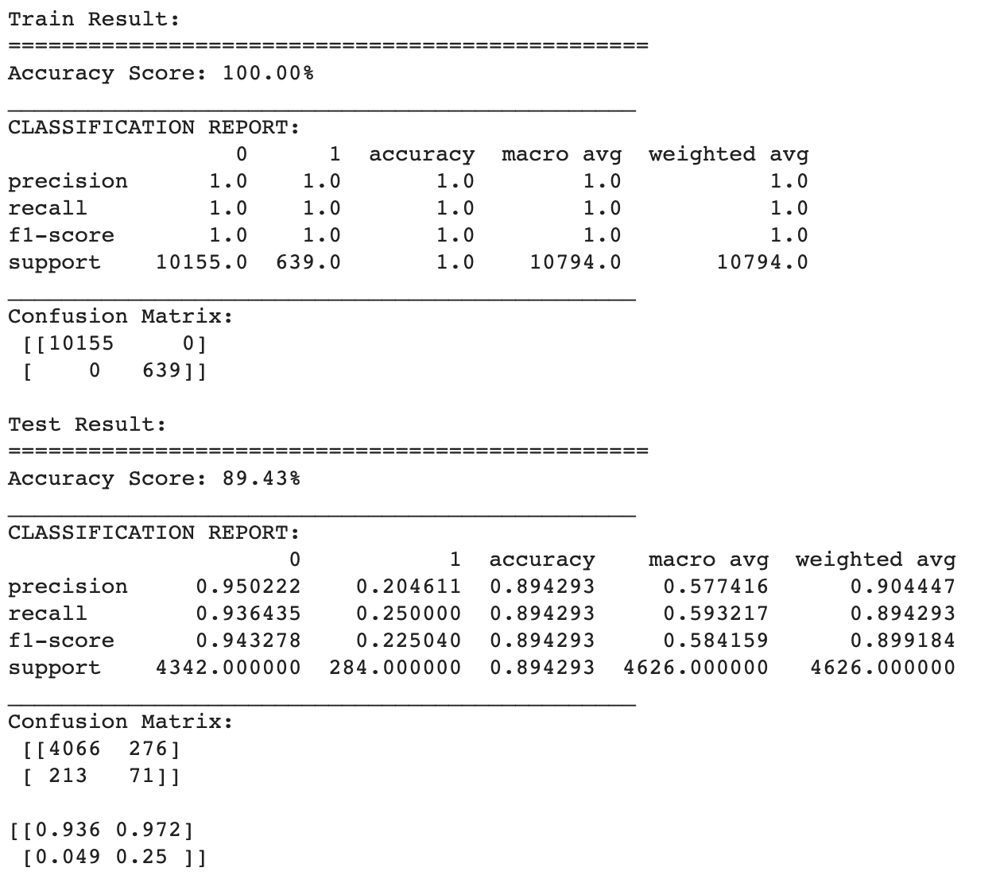 Train Result:
================================================
Accuracy Score: 100.00%
_______________________________________________
CLASSIFICATION REPORT:
                 0      1  accuracy  macro avg  weighted avg
precision      1.0    1.0       1.0        1.0           1.0
recall         1.0    1.0       1.0        1.0           1.0
f1-score       1.0    1.0       1.0        1.0           1.0
support    10155.0  639.0       1.0    10794.0       10794.0
_______________________________________________
Confusion Matrix:
 [[10155     0]
 [    0   639]]

Test Result:
================================================
Accuracy Score: 89.43%
_______________________________________________
CLASSIFICATION REPORT:
                     0           1  accuracy    macro avg  weighted avg
precision     0.950222    0.204611  0.894293     0.577416      0.904447
recall        0.936435    0.250000  0.894293     0.593217      0.894293
f1-score      0.943278    0.225040  0.894293     0.584159      0.899184
support    4342.000000  284.000000  0.894293  4626.000000   4626.000000
_______________________________________________
Confusion Matrix:
 [[4066  276]
 [ 213   71]]

[[0.936 0.972]
 [0.049 0.25 ]]